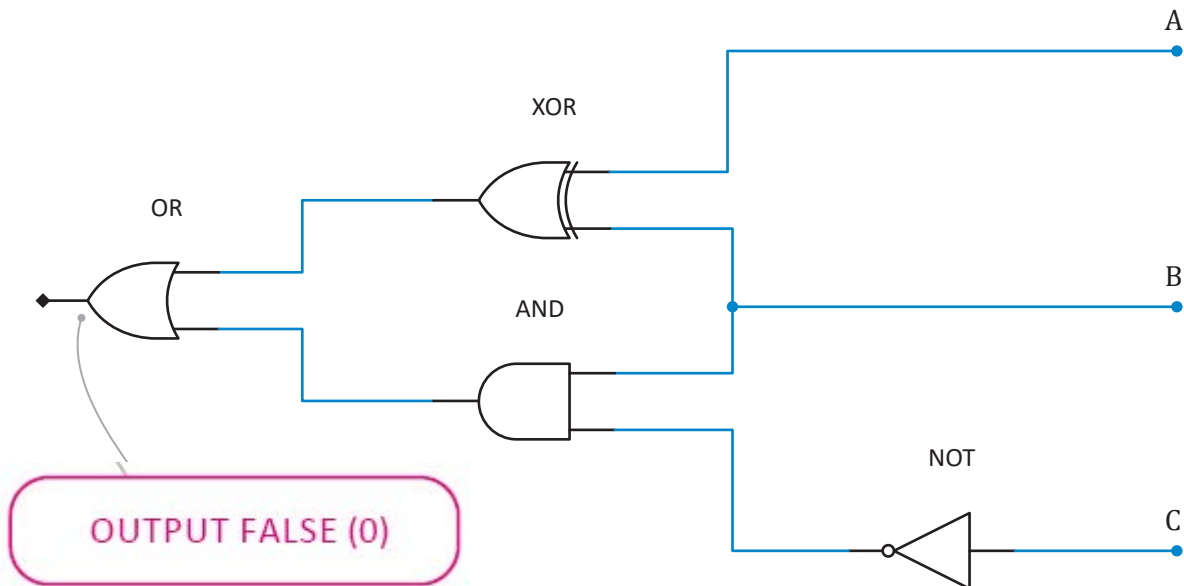 A
XOR
OR
B
AND
NOT
C
OUTPUT FALSE (0)